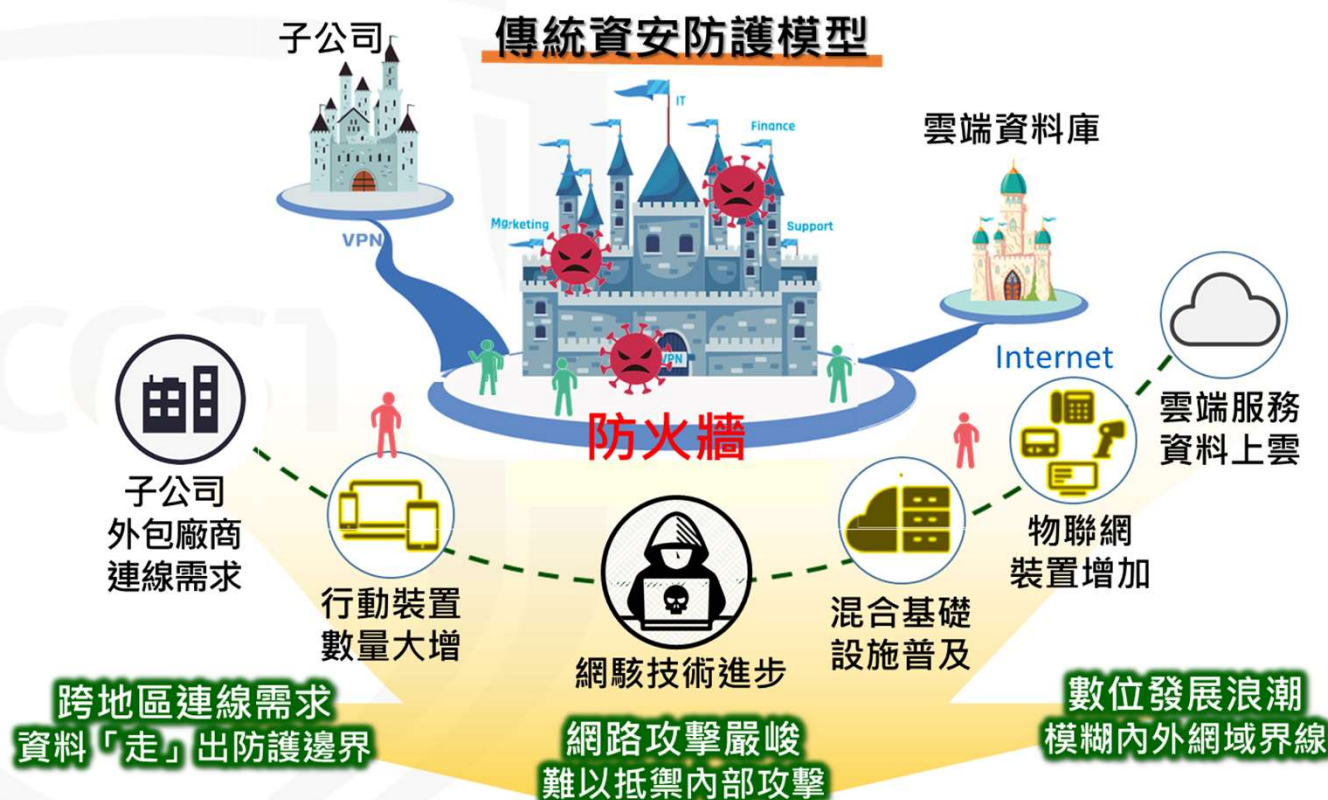 傳統資安防護模型
子公司
VPN
IT
Finance
Marketing
Support
VPN
雲端資料庫
防火牆
Internet
子公司
外包廠商
連線需求
行動裝置
數量大增
網駭技術進步
混合基礎
設施普及
物聯網
裝置增加
雲端服務
資料上雲
跨地區連線需求
資料「走」出防護邊界
網路攻擊嚴峻
難以抵禦內部攻擊
數位發展浪潮
模糊內外網域界線